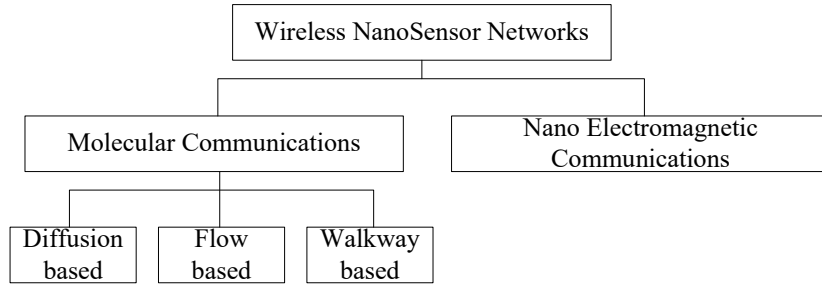 Wireless NanoSensor Networks
Molecular Communications
Nano Electromagnetic
Communications
Diffusion
based
Flow
based
Walkway
based